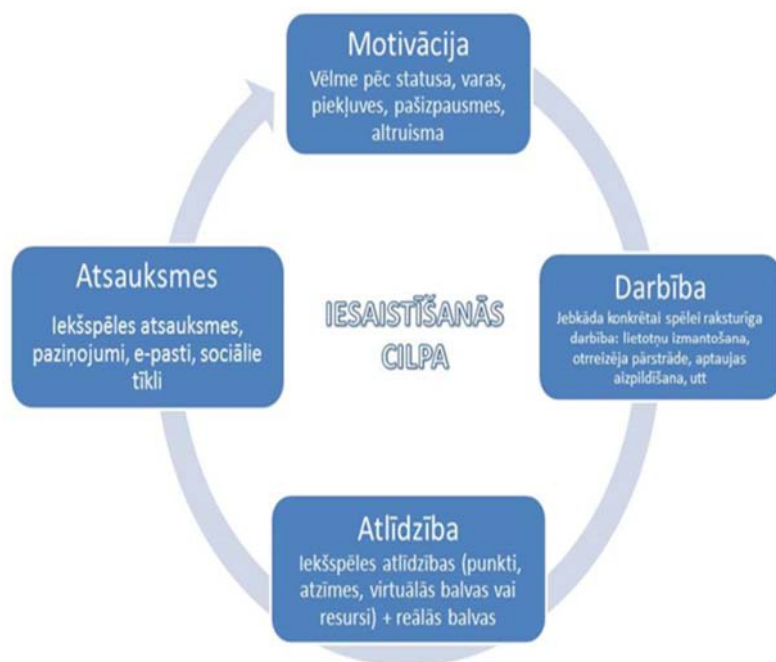 Motivācija
Vēlme pēc statusa, varas,
piekļuves, pašizpausmes,
altruisma
Atsauksmes
Iekšspēles atsauksmes,
paziņojumi, e-pasti, sociālie
tīkli
IESAISTĪŠANĀS
CILPA
Darbība
Jebkāda konkrētai spēlei raksturīga
darbība: lietotņu izmantošana,
otrreizēja pārstrāde, aptaujas
aizpildīšana, utt
Atlīdzība
Iekšspēles atlīdzības (punkti,
atzīmes, virtuālās balvas vai
resursi) + reālās balvas